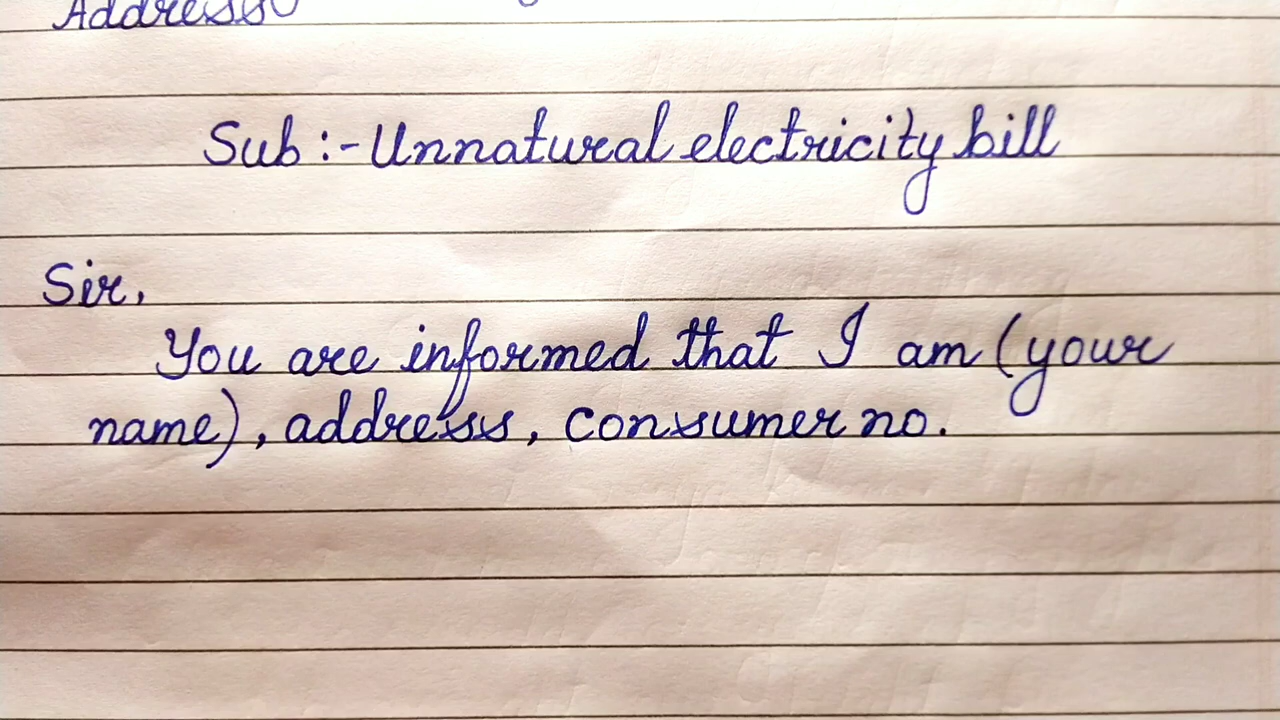 Address
Sub :- Unnatural electricity bill
Sir,
You are informed that I am (your
name), address, consumer no.